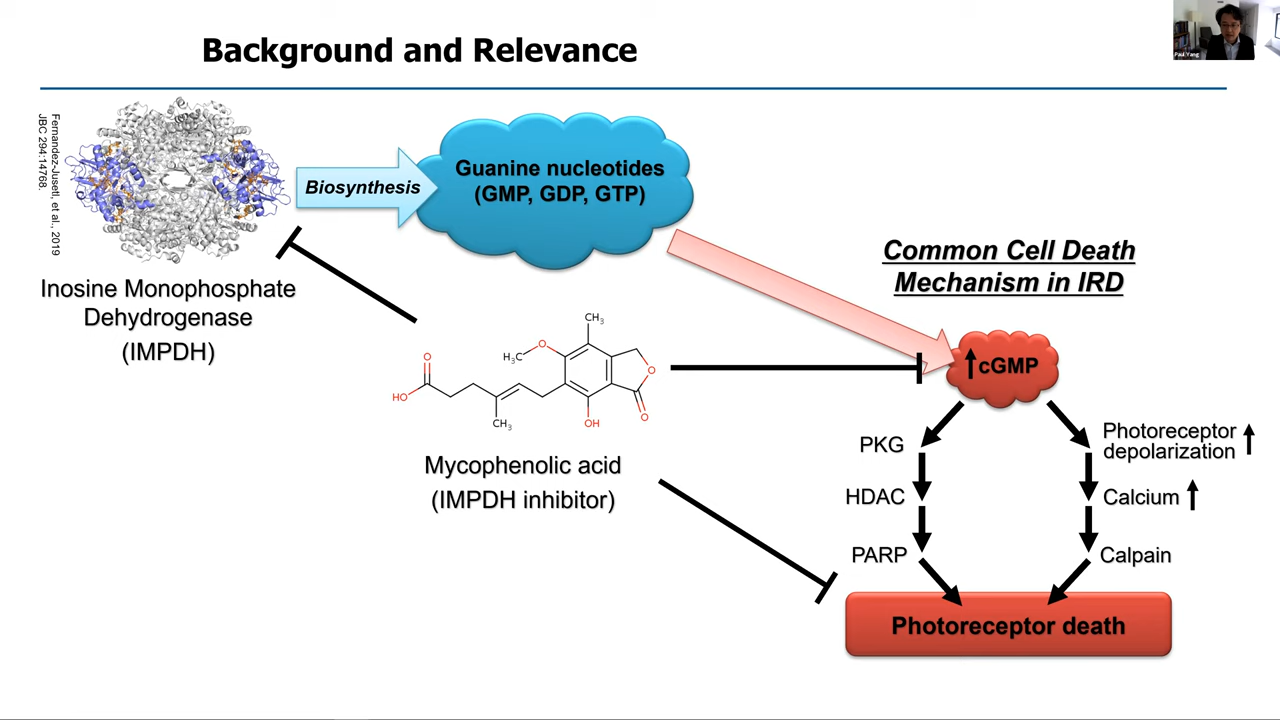 Background and Relevance
Paul Yang
Fernandez-Justel, et al., 2019
JBC 294:14768.
Biosynthesis
Guanine nucleotides
(GMP, GDP, GTP)
Common Cell Death
Mechanism in IRD
Inosine Monophosphate
Dehydrogenase
(IMPDH)
CH3
H3C
O
O
O
HO
CH3
OH
O
cGMP
Mycophenolic acid
(IMPDH inhibitor)
PKG
HDAC
PARP
Photoreceptor
depolarization
Calcium
Calpain
Photoreceptor death